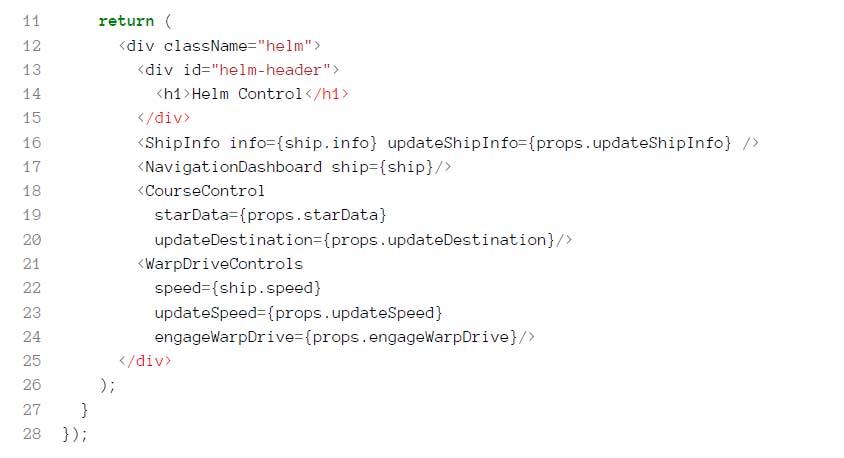 11 return (
12 <div className="helm">
13 <div id="helm-header">
14 <h1>Helm Control</h1>
15 </div>
16 <ShipInfo info={ship.info} updateShipInfo={props.updateShipInfo} />
17 <NavigationDashboard ship={ship}/>
18 <CourseControl
19 starData={props.starData}
20 updateDestination={props.updateDestination}/>
21 <WarpDriveControls
22 speed={ship.speed}
23 updateSpeed={props.updateSpeed}
24 engageWarpDrive={props.engageWarpDrive}/>
25 </div>
26 );
27 }
28 });